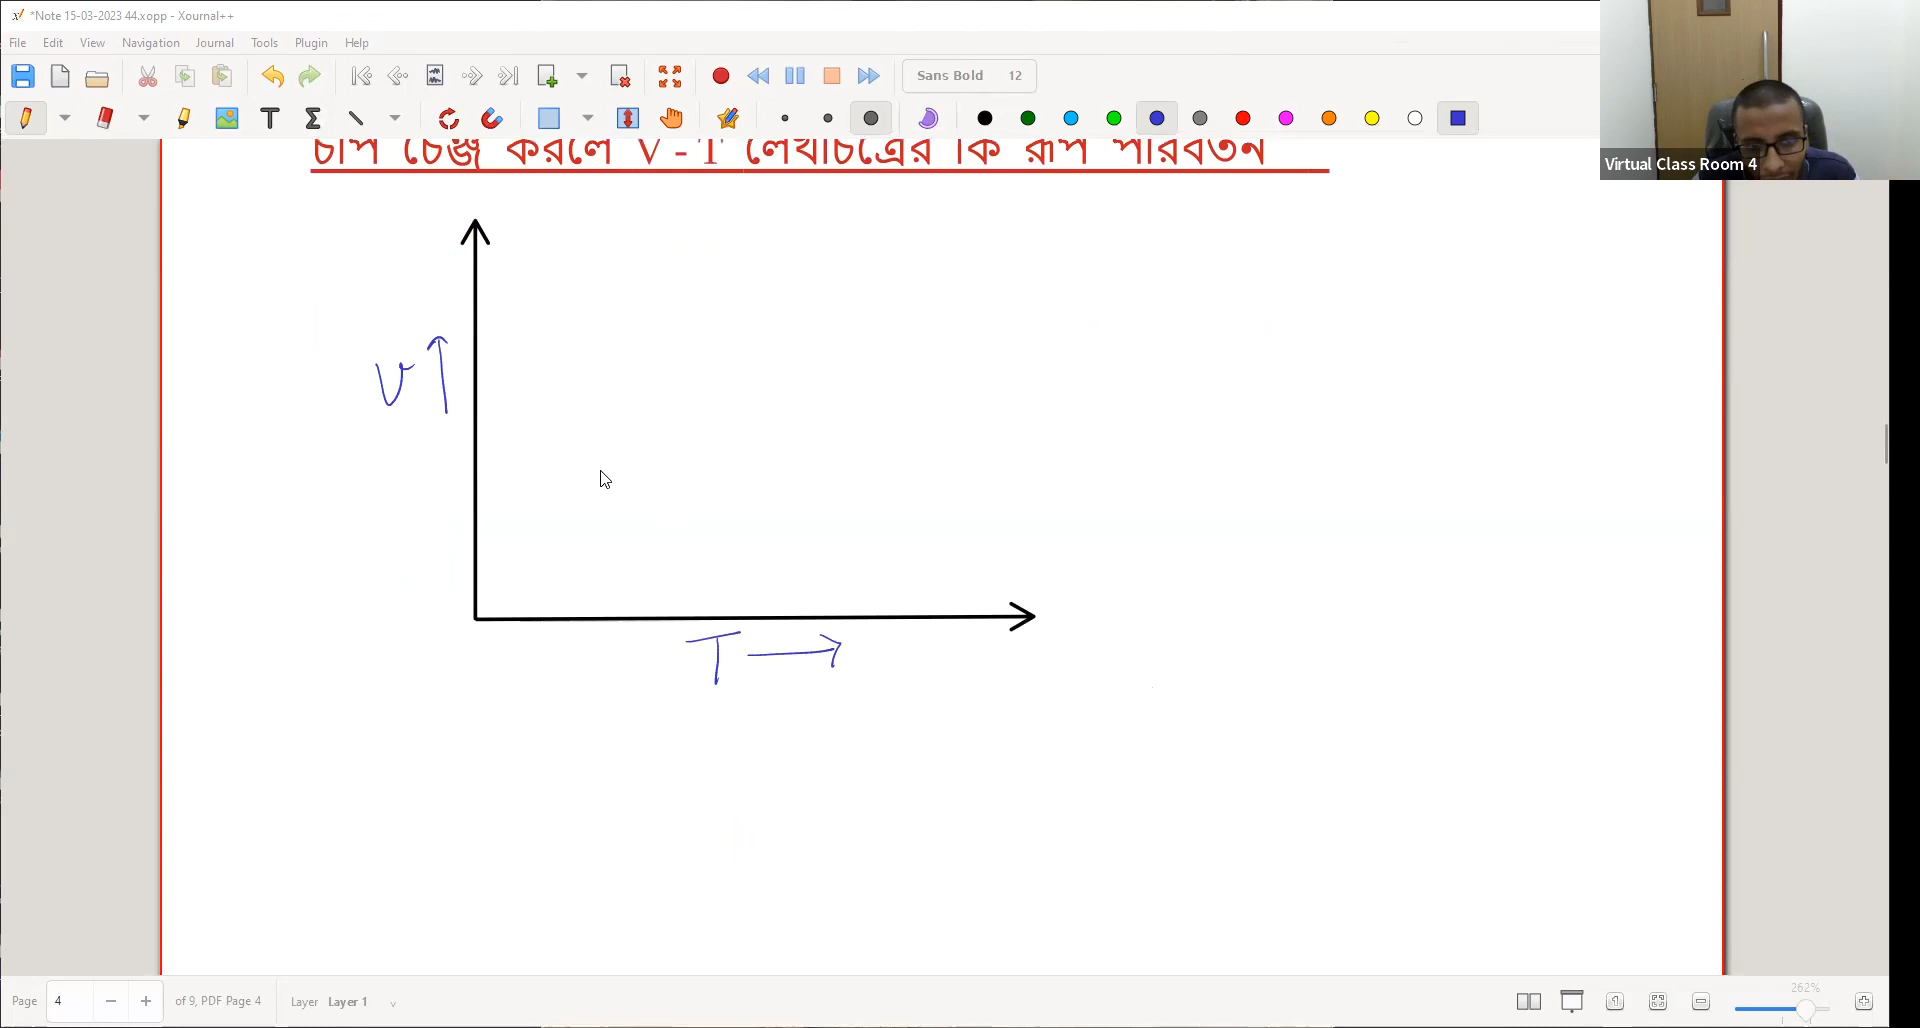 *Note 15-03-2023 44.xopp - Xournal++
File Edit View Navigation Journal Tools Plugin Help
Sans Bold 12
Virtual Class Room 4
চাপ চেঞ্জ করলে V - T লেখচিত্রের কি রূপ পরিবর্তন
V
T
Page 4 of 9, PDF Page 4 Layer Layer 1
262%